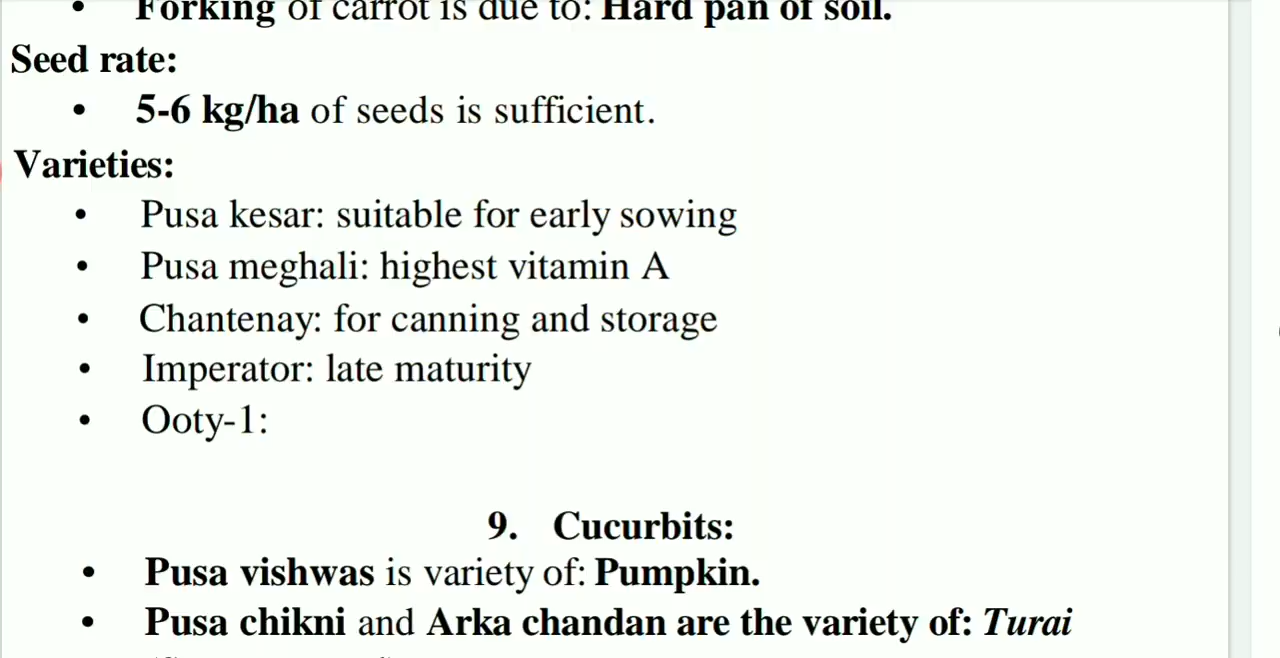 • Forking of carrot is due to: Hard pan of soil.
Seed rate:
• 5-6 kg/ha of seeds is sufficient.
Varieties:
• Pusa kesar: suitable for early sowing
• Pusa meghali: highest vitamin A
• Chantenay: for canning and storage
• Imperator: late maturity
• Ooty-1:
9. Cucurbits:
• Pusa vishwas is variety of: Pumpkin.
• Pusa chikni and Arka chandan are the variety of: Turai